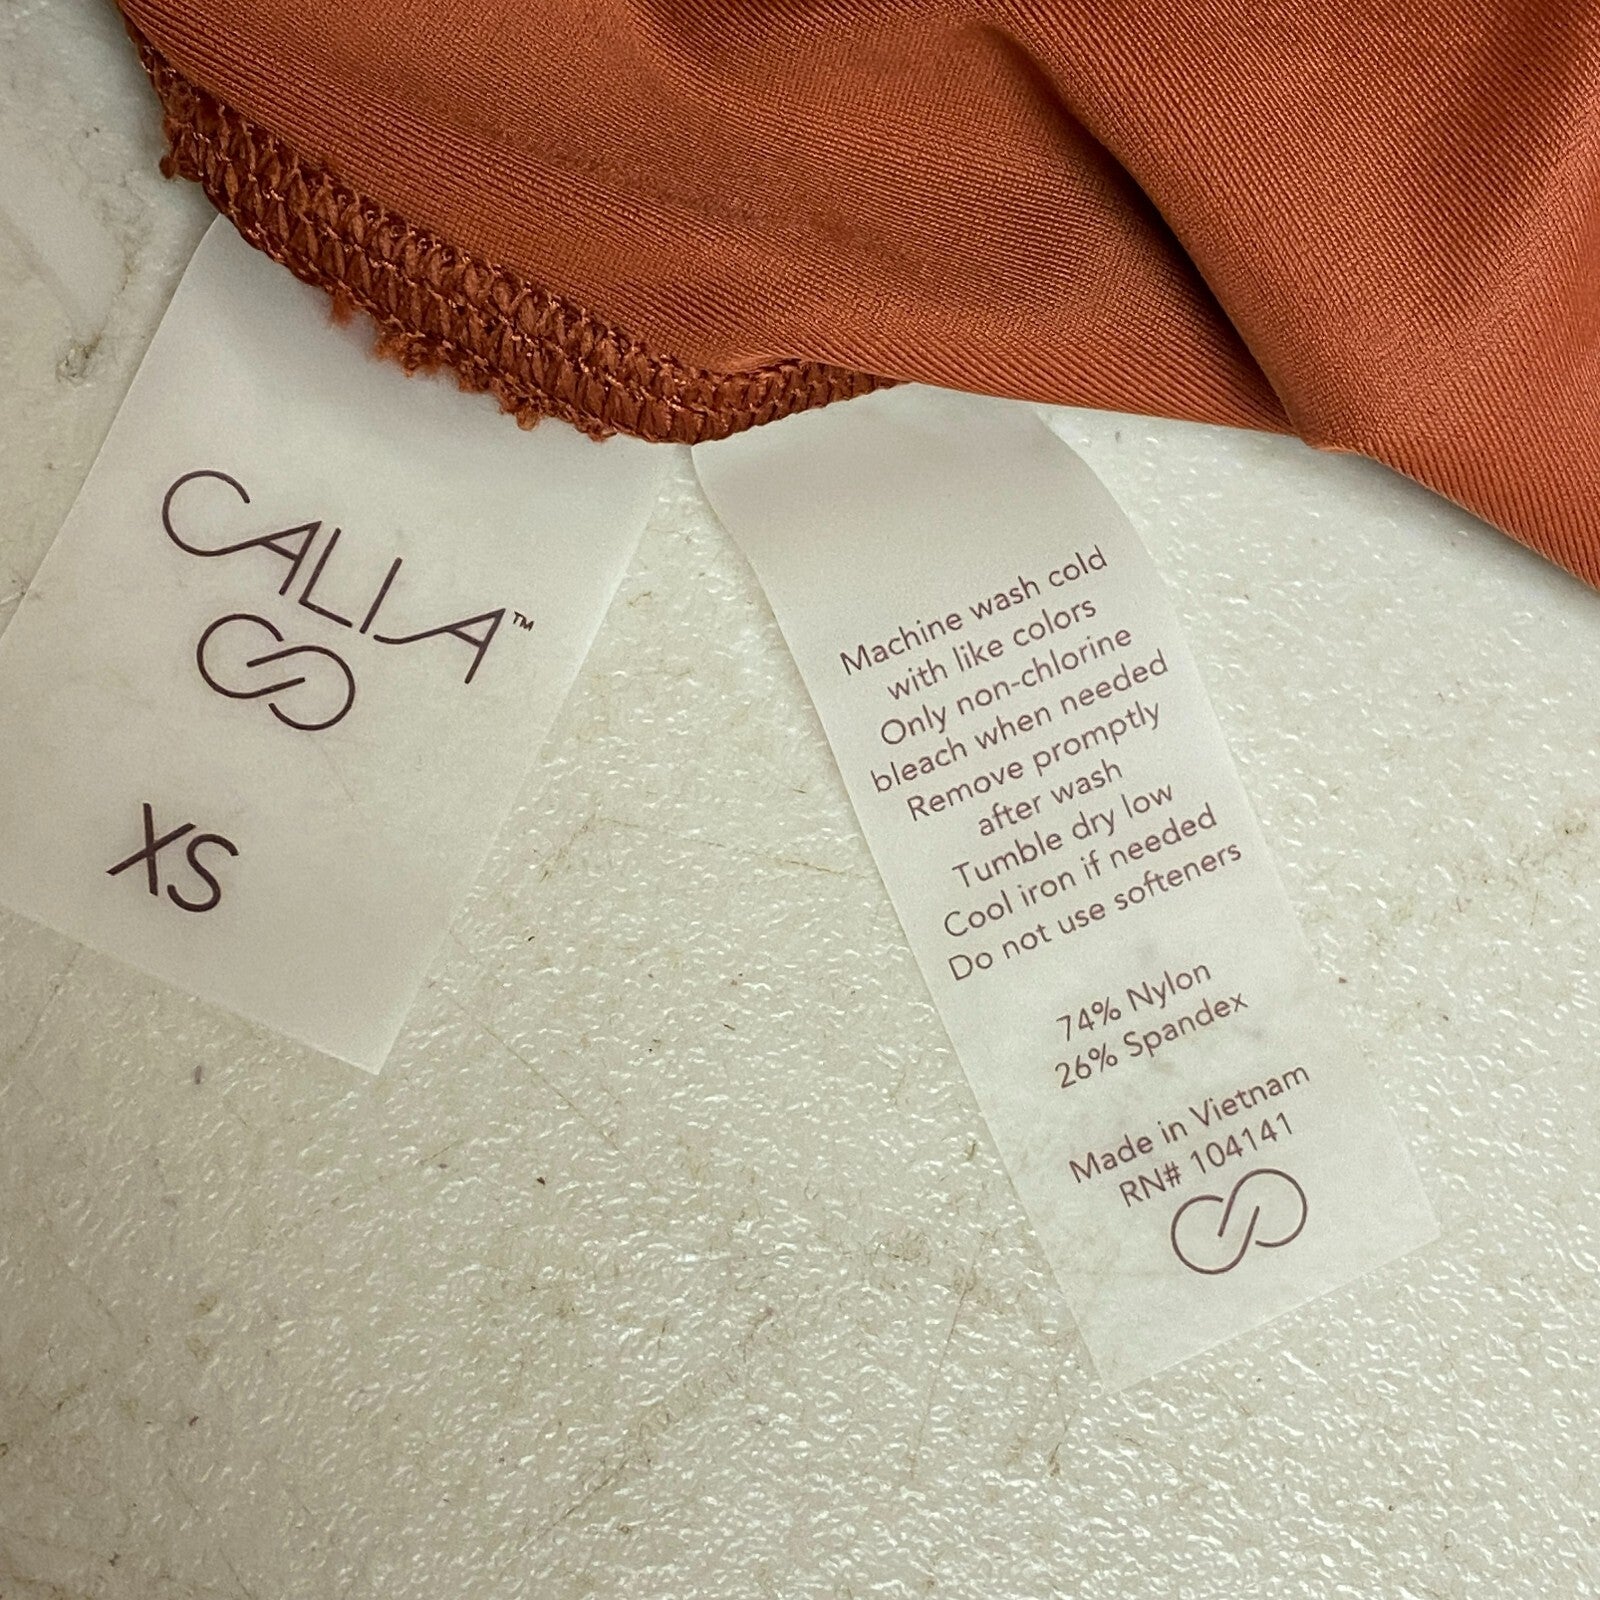 CALIA™
XS
Machine wash cold
with like colors
Only non-chlorine
bleach when needed
Remove promptly
after wash
Tumble dry low
Cool iron if needed
Do not use softeners
74% Nylon
26% Spandex
Made in Vietnam
RN# 104141